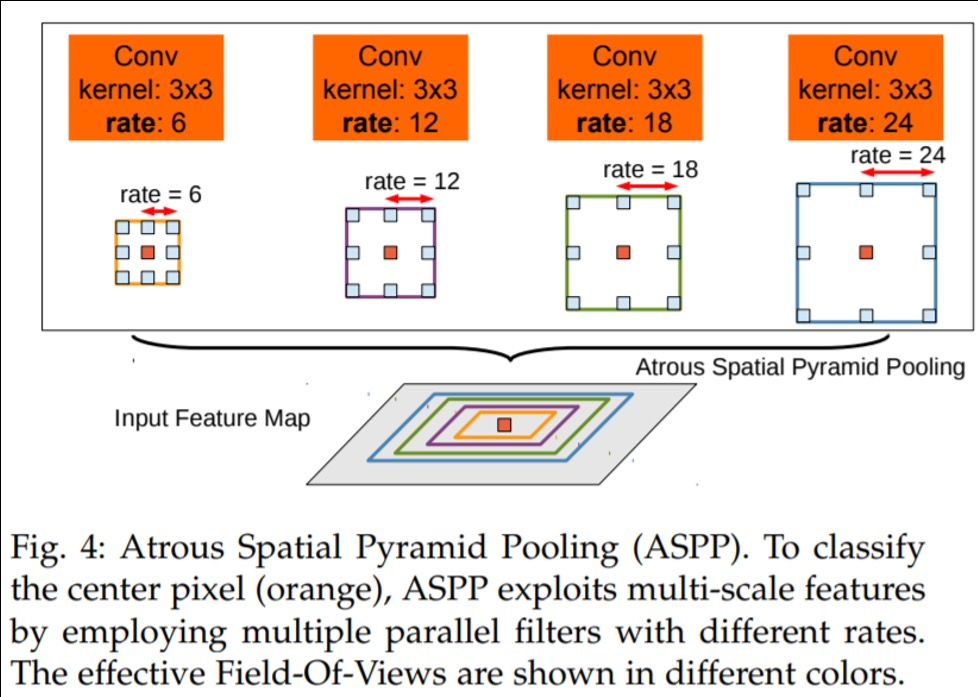 Conv
kernel: 3x3
rate: 6
Conv
kernel: 3x3
rate: 12
Conv
kernel: 3x3
rate: 18
Conv
kernel: 3x3
rate: 24
rate = 6
rate = 12
rate = 18
rate = 24
Atrous Spatial Pyramid Pooling
Input Feature Map
Fig. 4: Atrous Spatial Pyramid Pooling (ASPP). To classify
the center pixel (orange), ASPP exploits multi-scale features
by employing multiple parallel filters with different rates.
The effective Field-Of-Views are shown in different colors.